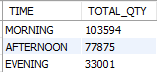 TIME TOTAL_QTY
MORNING 103594
AFTERNOON 77875
EVENING 33001